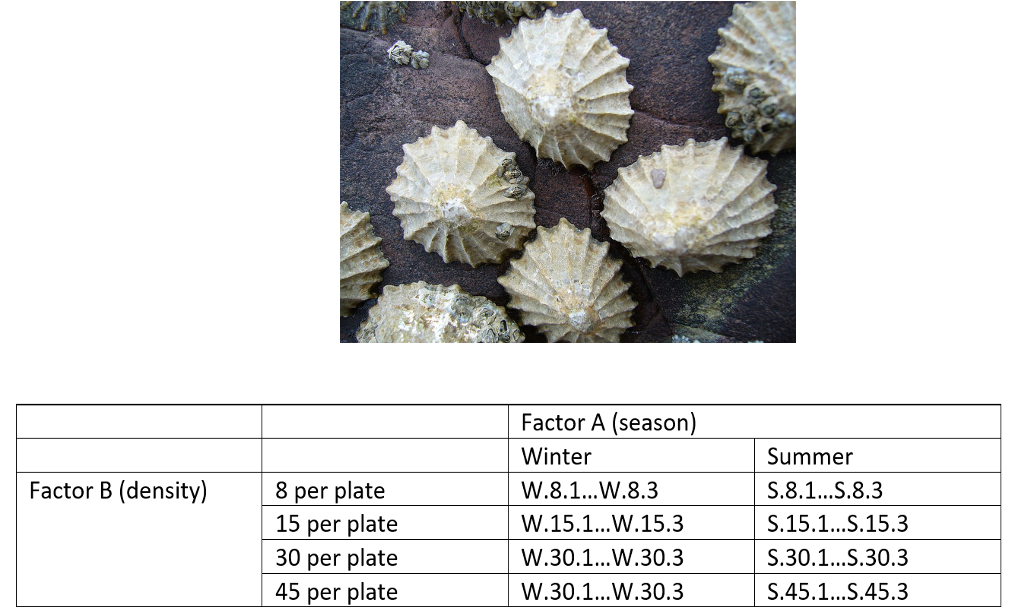 Factor A (season)
Winter Summer
Factor B (density) 8 per plate W.8.1...W.8.3 S.8.1...S.8.3
15 per plate W.15.1...W.15.3 S.15.1...S.15.3
30 per plate W.30.1...W.30.3 S.30.1...S.30.3
45 per plate W.30.1...W.30.3 S.45.1...S.45.3